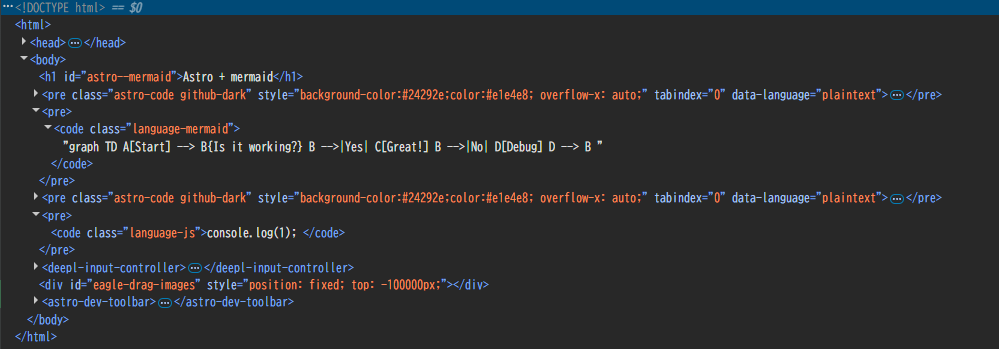 …<!DOCTYPE html> == $0
<html>
<head>…</head>
<body>
<h1 id="astro--mermaid">Astro + mermaid</h1>
<pre class="astro-code github-dark" style="background-color:#24292e;color:#e1e4e8; overflow-x: auto;" tabindex="0" data-language="plaintext">…</pre>
<pre>
<code class="language-mermaid">
"graph TD A[Start] --> B{Is it working?} B -->|Yes| C[Great!] B -->|No| D[Debug] D --> B "
</code>
</pre>
<pre class="astro-code github-dark" style="background-color:#24292e;color:#e1e4e8; overflow-x: auto;" tabindex="0" data-language="plaintext">…</pre>
<pre>
<code class="language-js">console.log(1); </code>
</pre>
<deepl-input-controller>…</deepl-input-controller>
<div id="eagle-drag-images" style="position: fixed; top: -100000px;"></div>
<astro-dev-toolbar>…</astro-dev-toolbar>
</body>
</html>